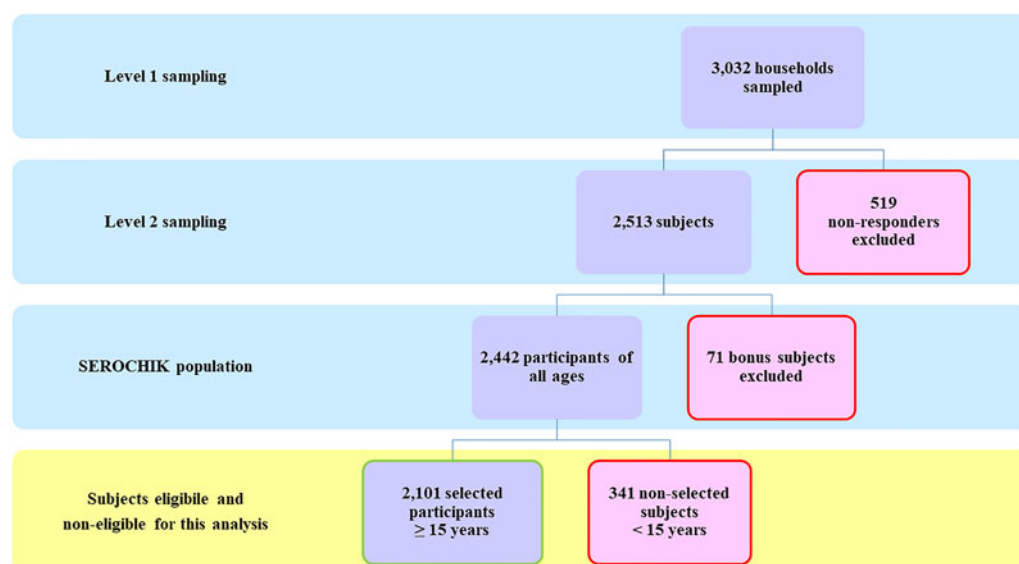 Level 1 sampling
3,032 households
sampled
Level 2 sampling
2,513 subjects
519
non-responders
excluded
SEROCHIK population
2,442 participants of
all ages
71 bonus subjects
excluded
Subjects eligibile and
non-eligible for this analysis
2,101 selected
participants
≥ 15 years
341 non-selected
subjects
< 15 years